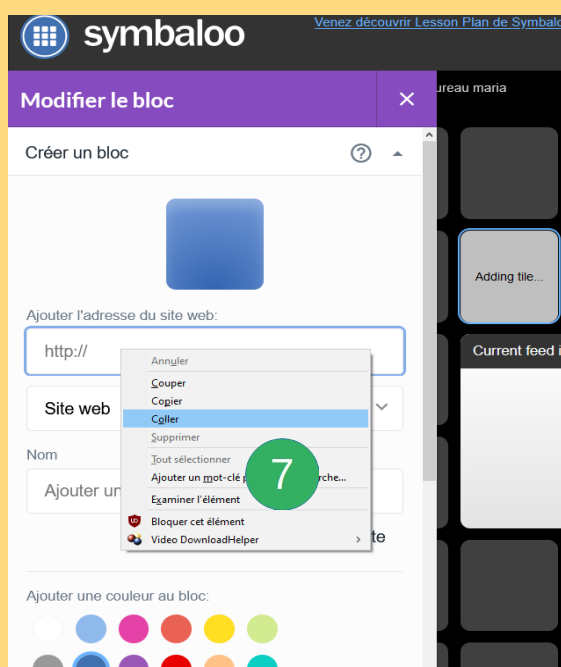 symbaloo
Venez découvrir Lesson Plan de Symbaloo
Modifier le bloc
ureau maria
Créer un bloc
Adding tile...
Ajouter l'adresse du site web:
http://
Current feed i
Annuler
Couper
Copier
Site web
Coller
Supprimer
Nom
Tout sélectionner
Ajouter un mot-clé p
rche...
7
Ajouter un
Examiner l'élément
Bloquer cet élément
Video DownloadHelper
te
Ajouter une couleur au bloc: